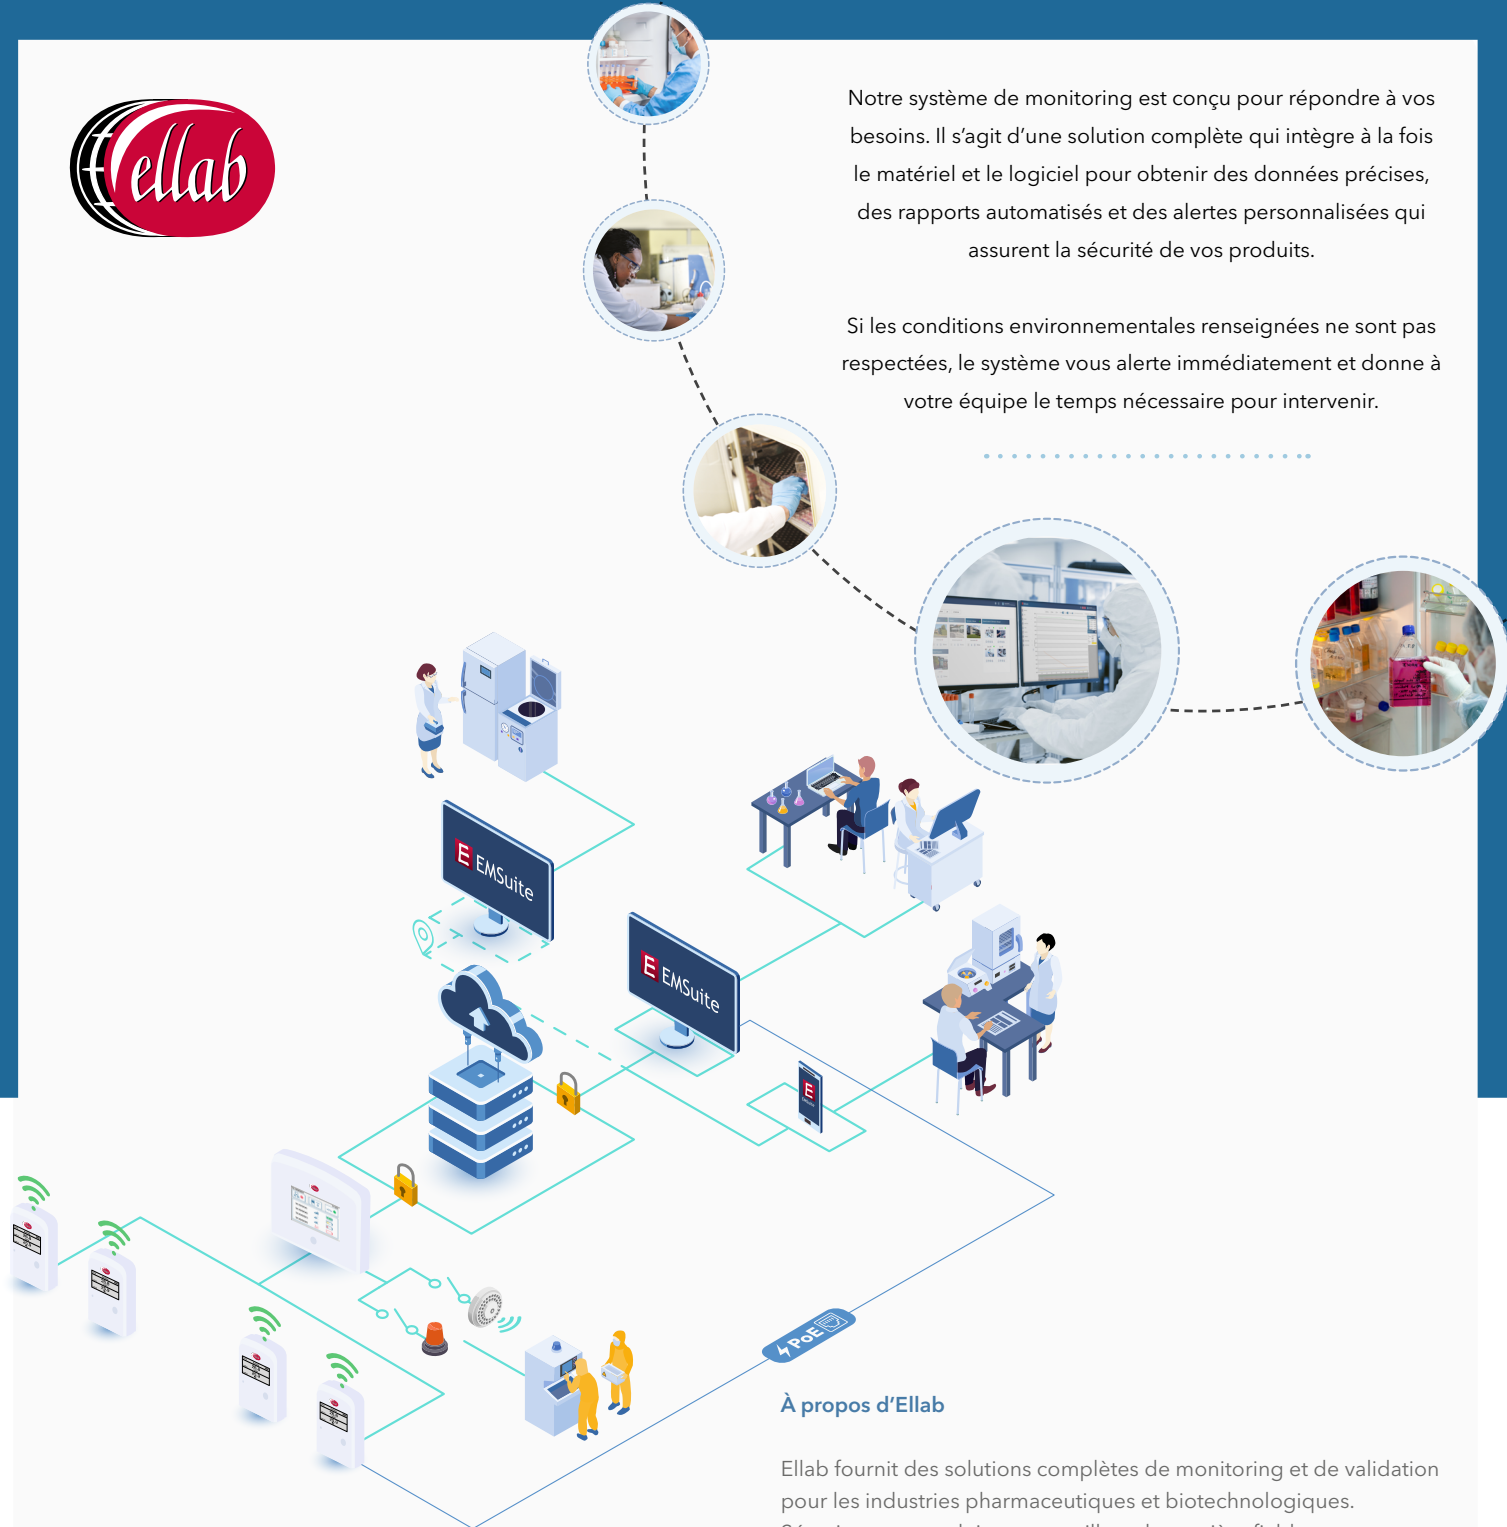 ellab
Notre système de monitoring est conçu pour répondre à vos
besoins. Il s’agit d’une solution complète qui intègre à la fois
le matériel et le logiciel pour obtenir des données précises,
des rapports automatisés et des alertes personnalisées qui
assurent la sécurité de vos produits.
Si les conditions environnementales renseignées ne sont pas
respectées, le système vous alerte immédiatement et donne à
votre équipe le temps nécessaire pour intervenir.
E EMSuite
E EMSuite
E
PoE
À propos d’Ellab
Ellab fournit des solutions complètes de monitoring et de validation
pour les industries pharmaceutiques et biotechnologiques.